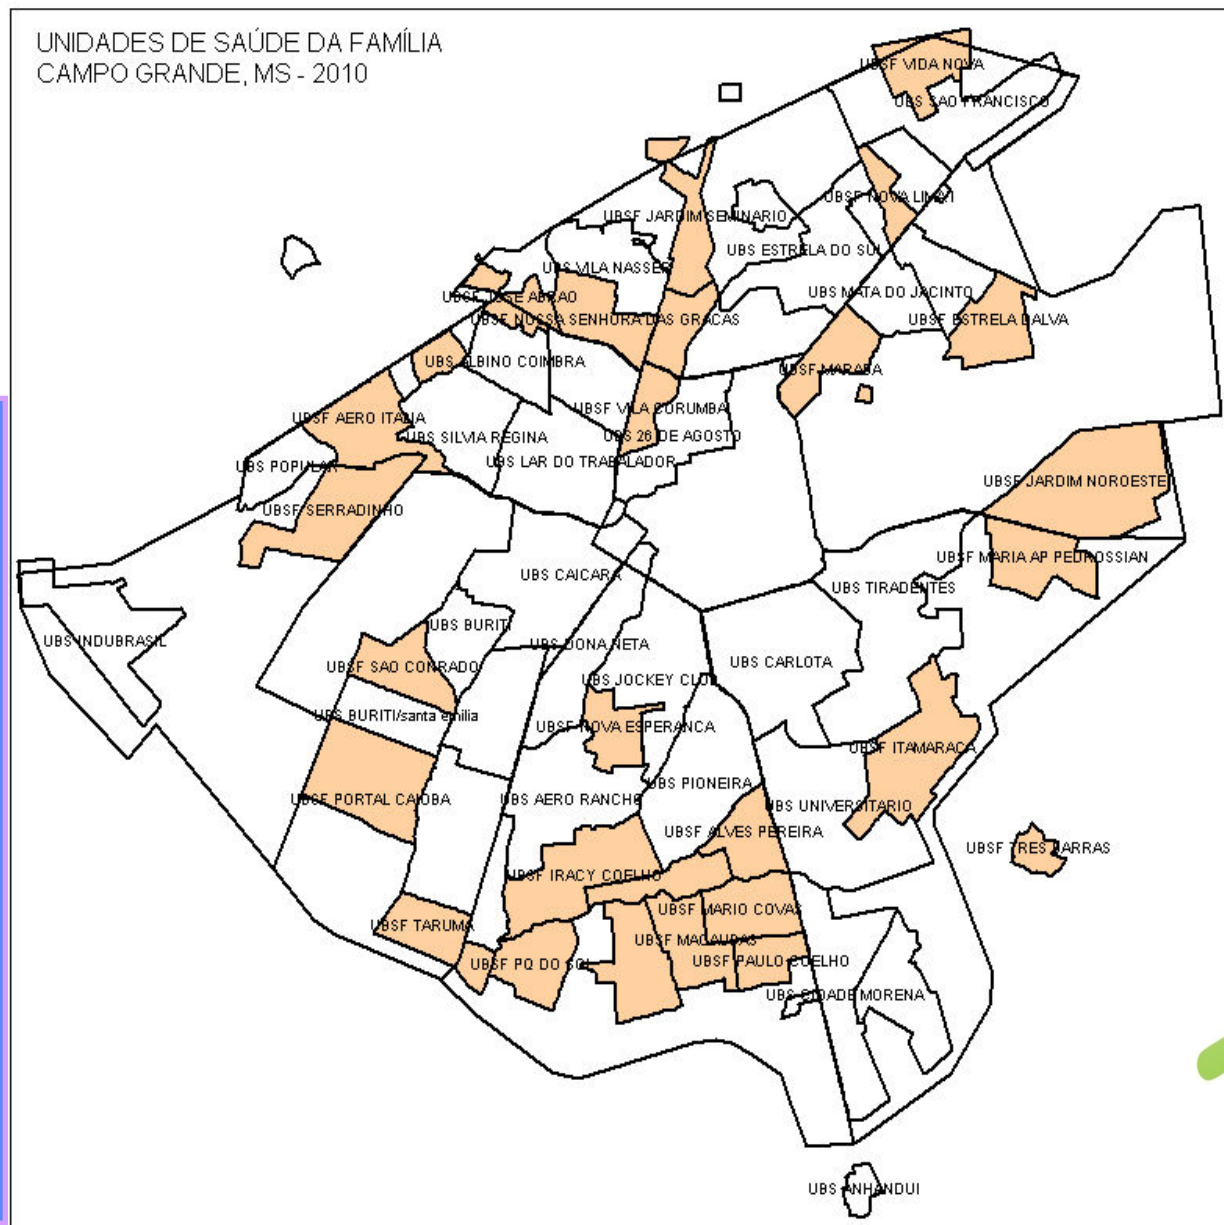 UNIDADES DE SAÚDE DA FAMÍLIA
CAMPO GRANDE, MS - 2010
UBSF VIDA NOVA
UBS SAO FRANCISCO
UBSF NOVA LIMA
UBSF JARDIM SEMINARIO
UBS ESTRELA DO SUL
UBS VILA NASSER
UBS MATA DO JACINTO
UBSF JOSE ABRAO
UBSF NOSSA SENHORA DAS GRACAS
UBSF ESTRELA DALVA
UBS ALBINO COIMBRA
UBSF MARABA
UBSF VILA CORUMBA
UBSF AERO ITALIA
UBS SILVIA REGINA
UBS 26 DE AGOSTO
UBS LAR DO TRABALADOR
UBS POPULAR
UBSF JARDIM NOROESTE
UBSF SERRADINHO
UBSF MARIA AP PEDROSSIAN
UBS CAICARA
UBS TIRADENTES
UBS BURITI
UBS INDUBRASIL
UBS DONA NETA
UBSF SAO CONRADO
UBS CARLOTA
UBS JOCKEY CLUB
UBS BURITI/santa emilia
UBSF NOVA ESPERANCA
UBSF ITAMARACA
UBS PIONEIRA
UBSF PORTAL CAIOBA
UBS AERO RANCHO
UBS UNIVERSITARIO
UBSF ALVES PEREIRA
UBSF TRES BARRAS
UBSF IRACY COELHO
UBSF MARIO COVAS
UBSF TARUMA
UBSF MACAUBAS
UBSF PQ DO SOL
UBSF PAULO COELHO
UBS CIDADE MORENA
UBS ANHANDUI